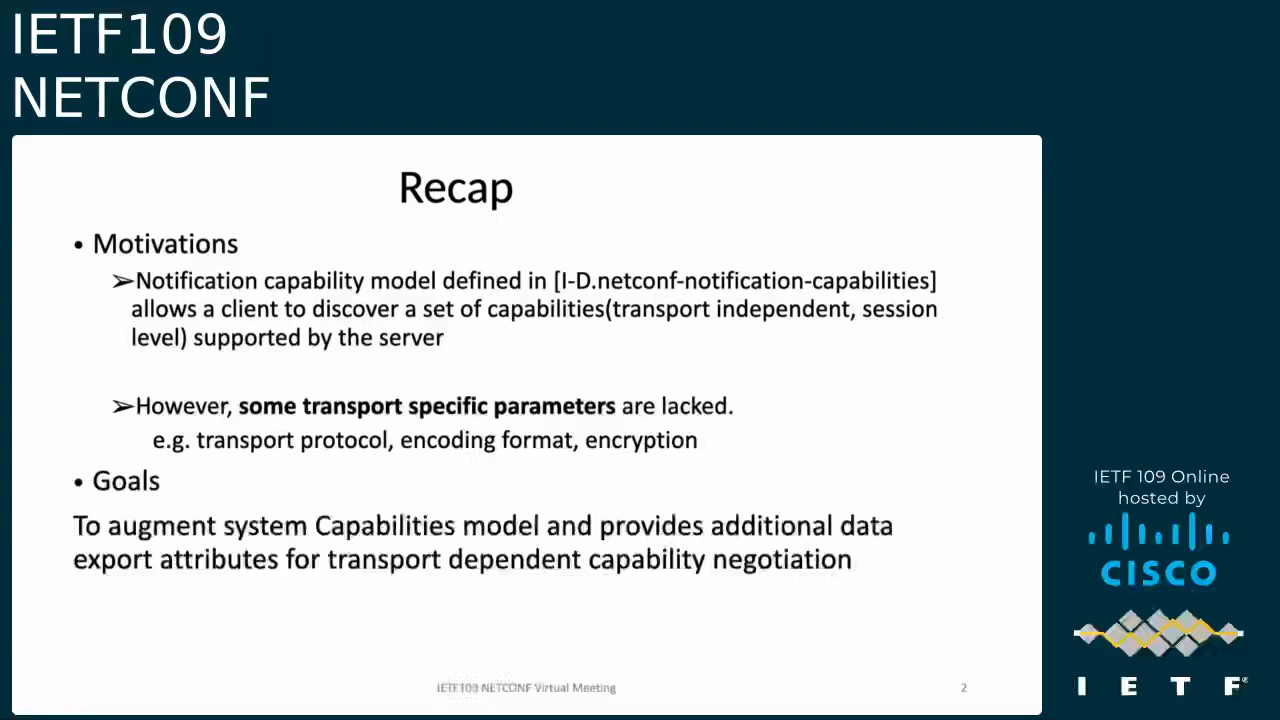 IETF109
NETCONF
Recap
• Motivations
➢Notification capability model defined in [I-D.netconf-notification-capabilities]
allows a client to discover a set of capabilities(transport independent, session
level) supported by the server
➢However, some transport specific parameters are lacked.
e.g. transport protocol, encoding format, encryption
• Goals
To augment system Capabilities model and provides additional data
export attributes for transport dependent capability negotiation
IETF109 NETCONF Virtual Meeting
2
IETF 109 Online
hosted by
CISCO
I E T F®